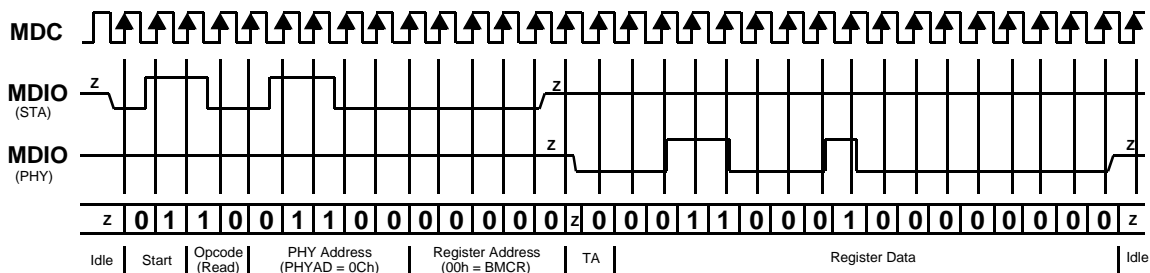 MDC
z z
MDIO
(STA)
MDIO z z
(PHY)
z 0 1 1 0 0 1 1 0 0 0 0 0 0 0 z 0 0 0 1 1 0 0 0 1 0 0 0 0 0 0 0 0 z
Idle Start Opcode (Read) PHY Address (PHYAD = 0Ch) Register Address (00h = BMCR) TA Register Data Idle